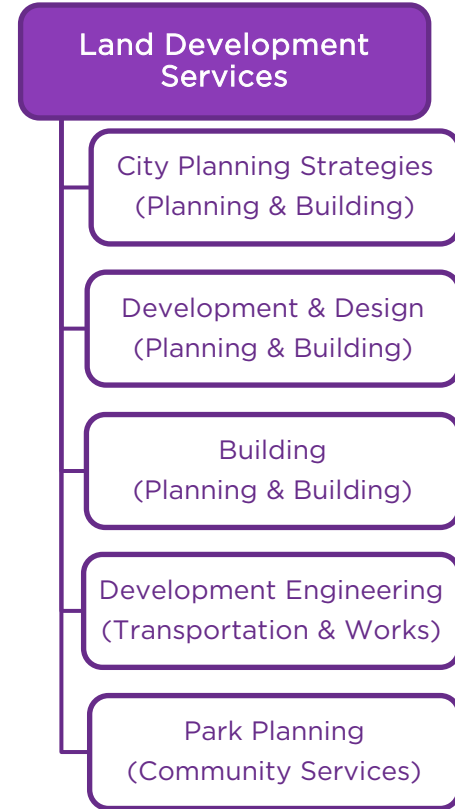 Land Development
Services
City Planning Strategies
(Planning & Building)
Development & Design
(Planning & Building)
Building
(Planning & Building)
Development Engineering
(Transportation & Works)
Park Planning
(Community Services)